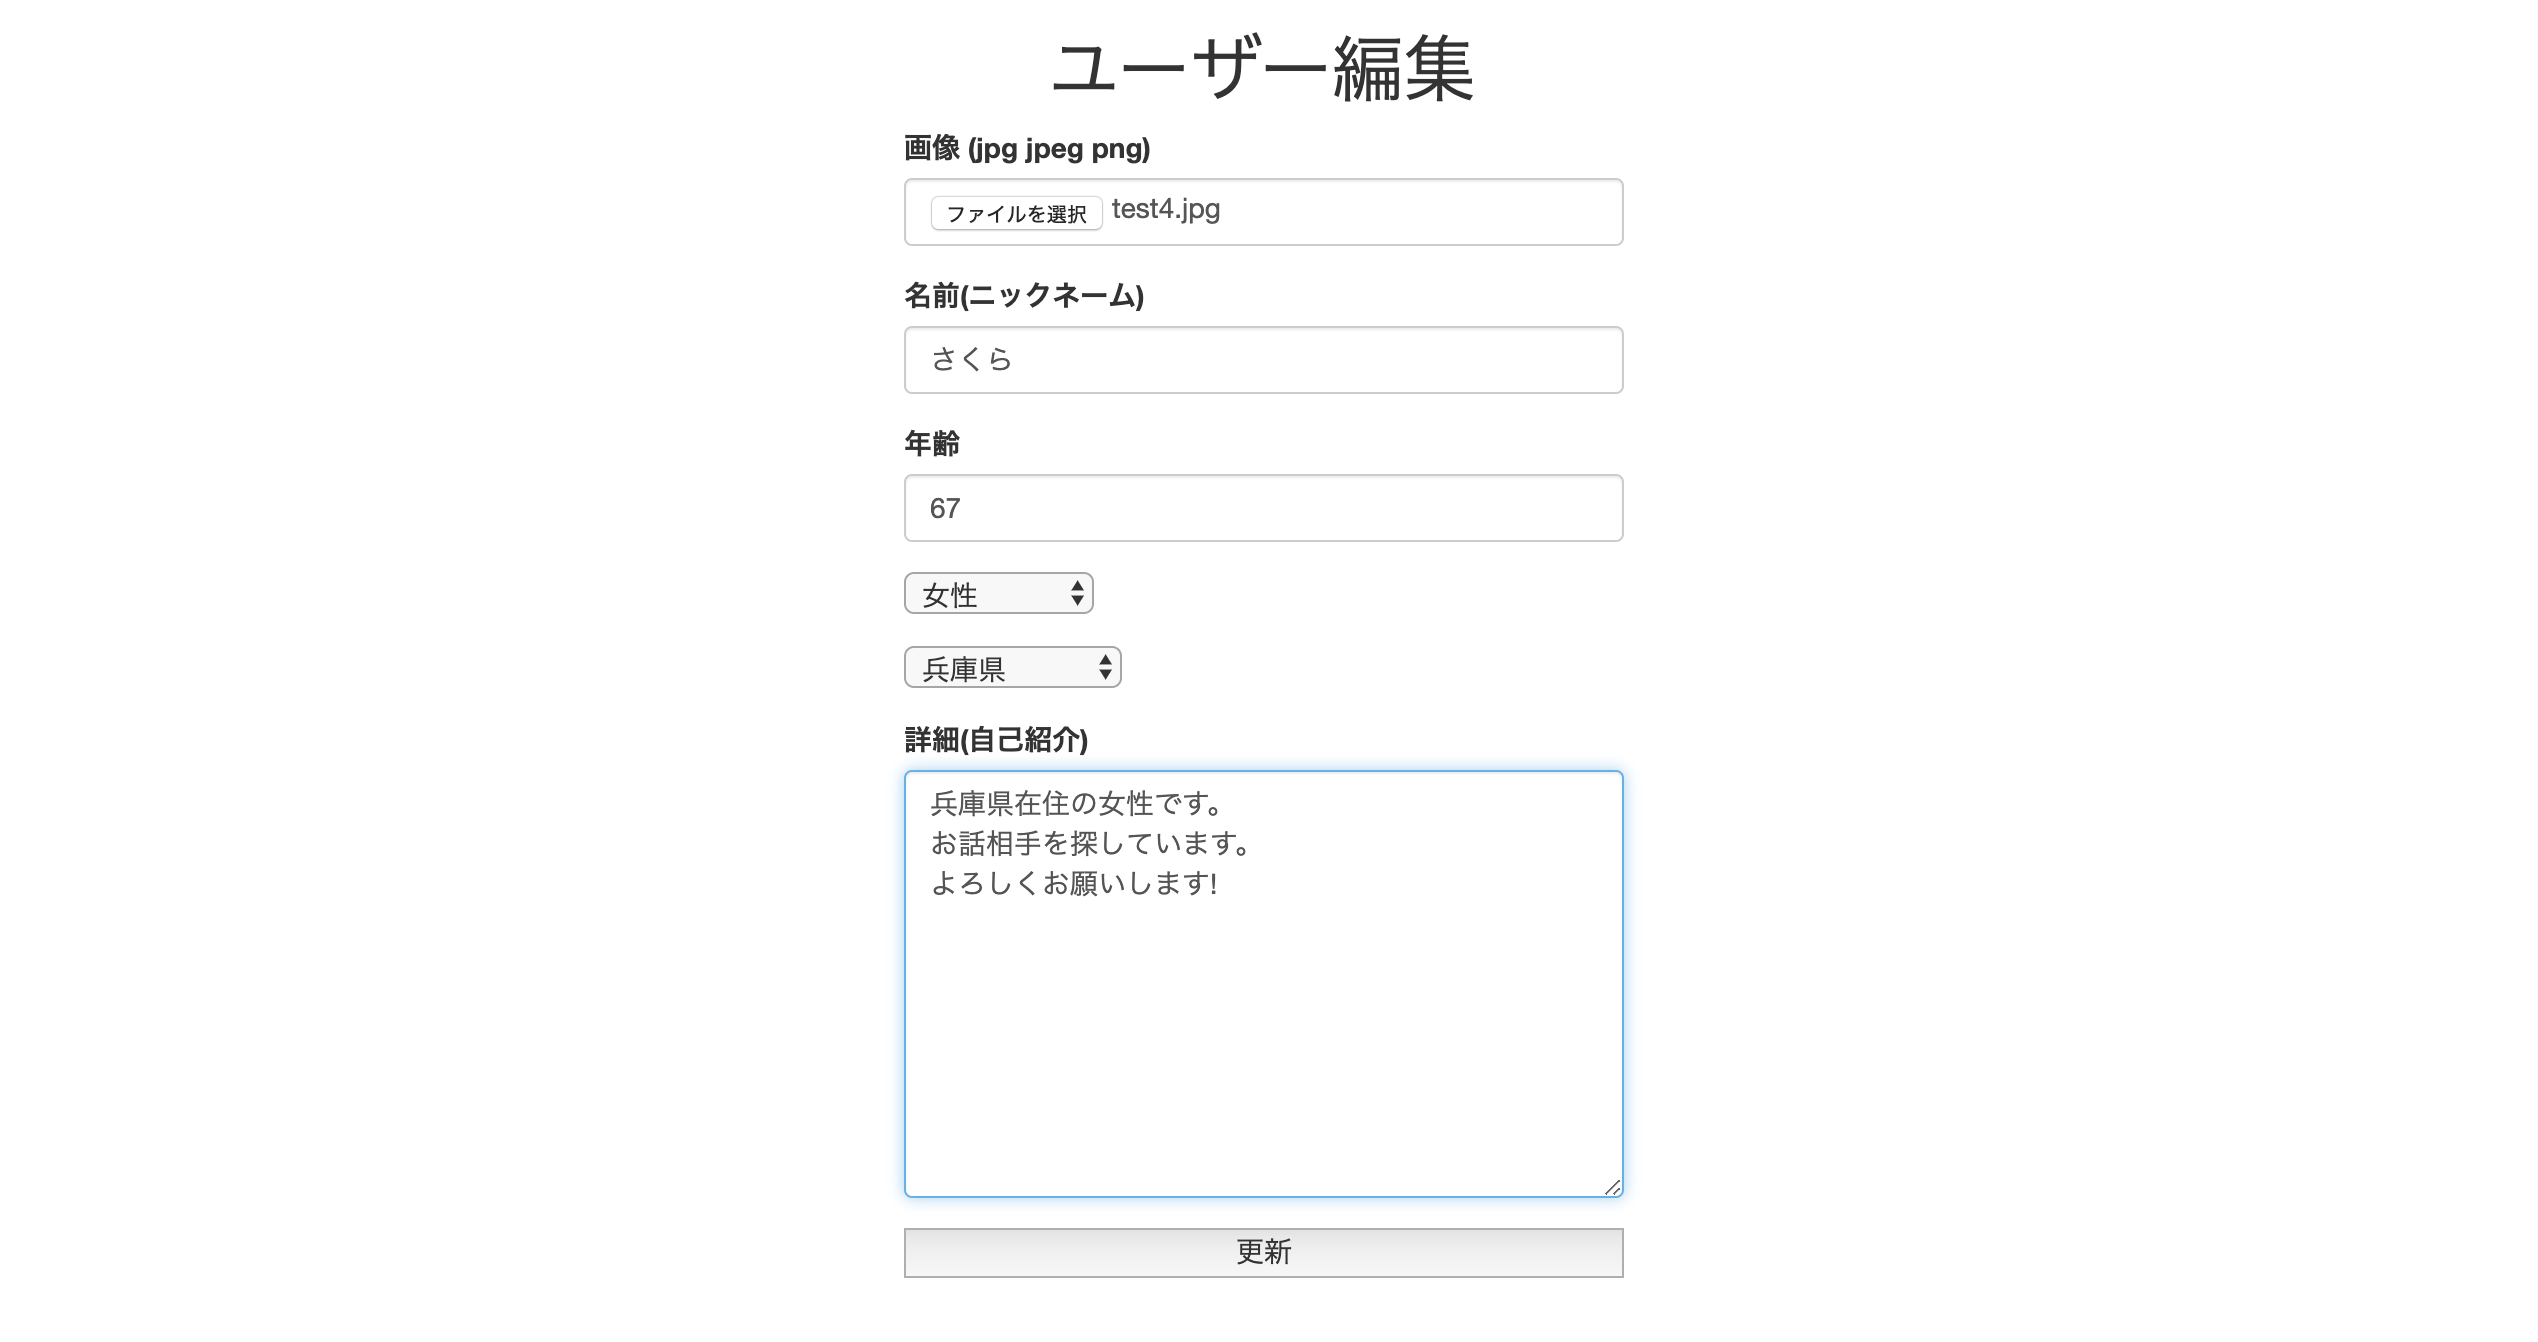 ユーザー編集
画像 (jpg jpeg png)
ファイルを選択 test4.jpg
名前(ニックネーム)
さくら
年齢
67
女性
兵庫県
詳細(自己紹介)
兵庫県在住の女性です。
お話相手を探しています。
よろしくお願いします!
更新